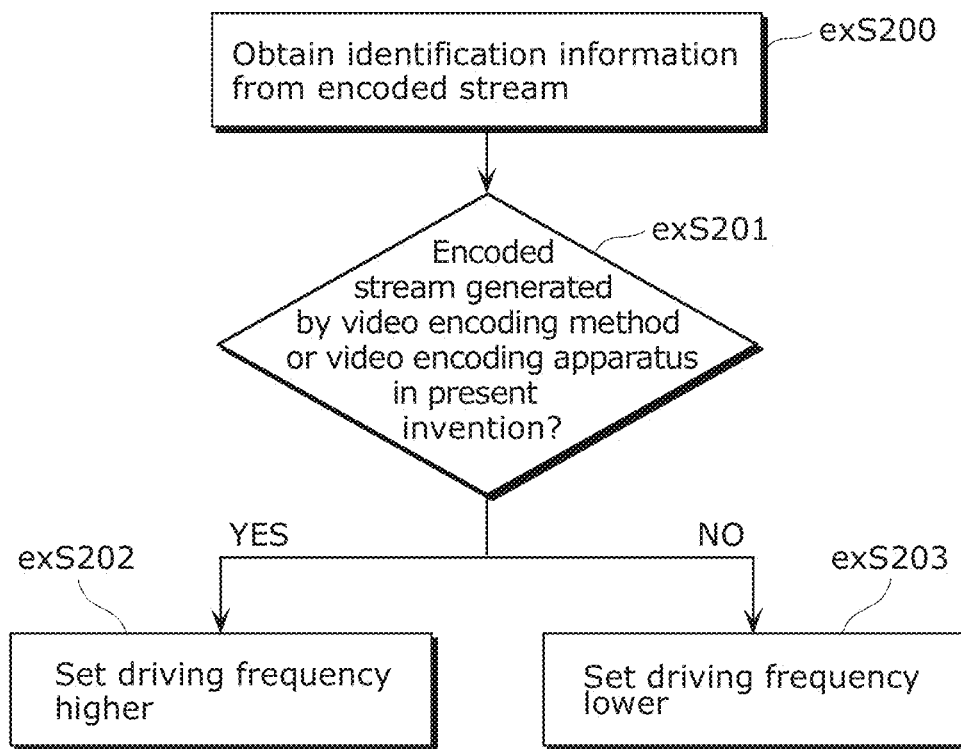 exS200
Obtain identification information
from encoded stream
exS201
Encoded
stream generated
by video encoding method
or video encoding apparatus
in present
invention?
YES
NO
exS202
exS203
Set driving frequency
higher
Set driving frequency
lower